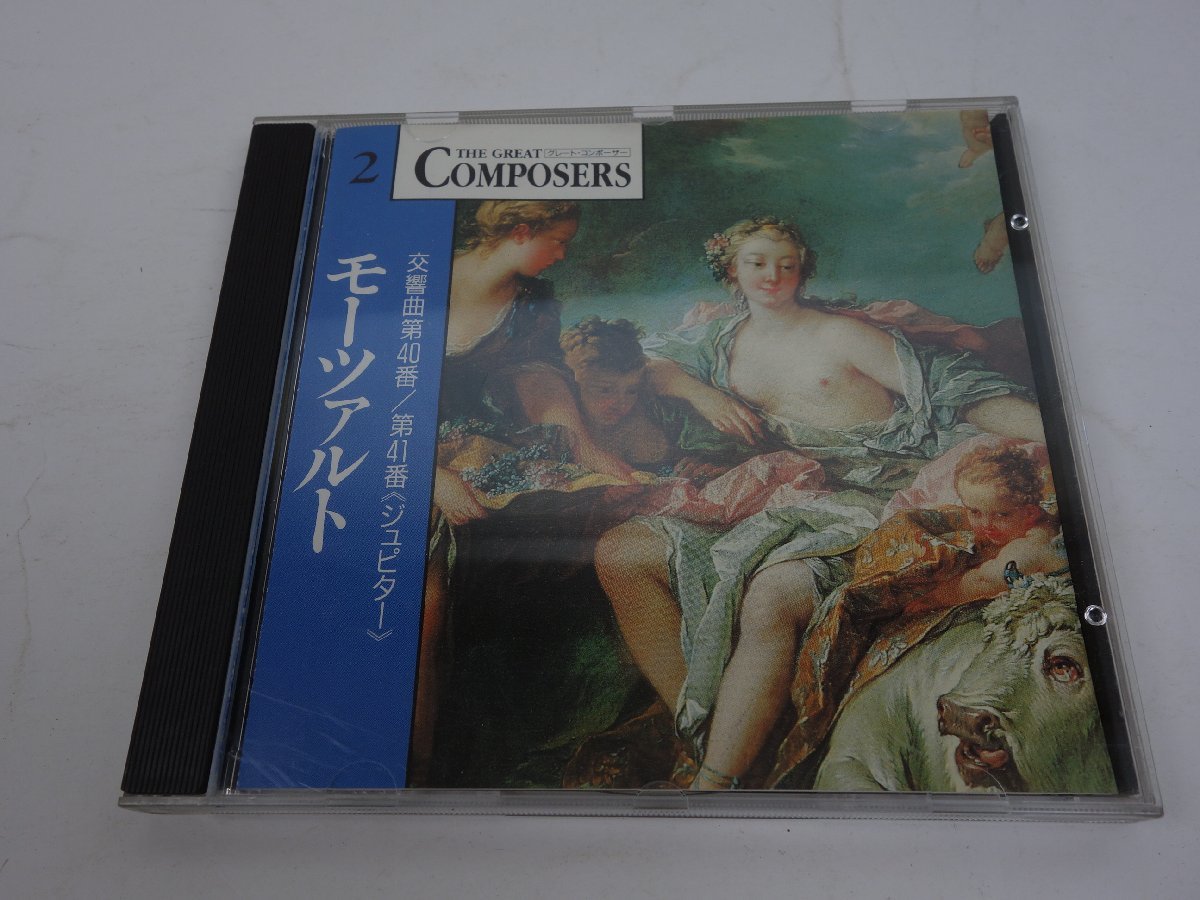 2
THE GREAT グレート・コンポーザー
COMPOSERS
モーツァルト
交響曲第40番／第41番《ジュピター》